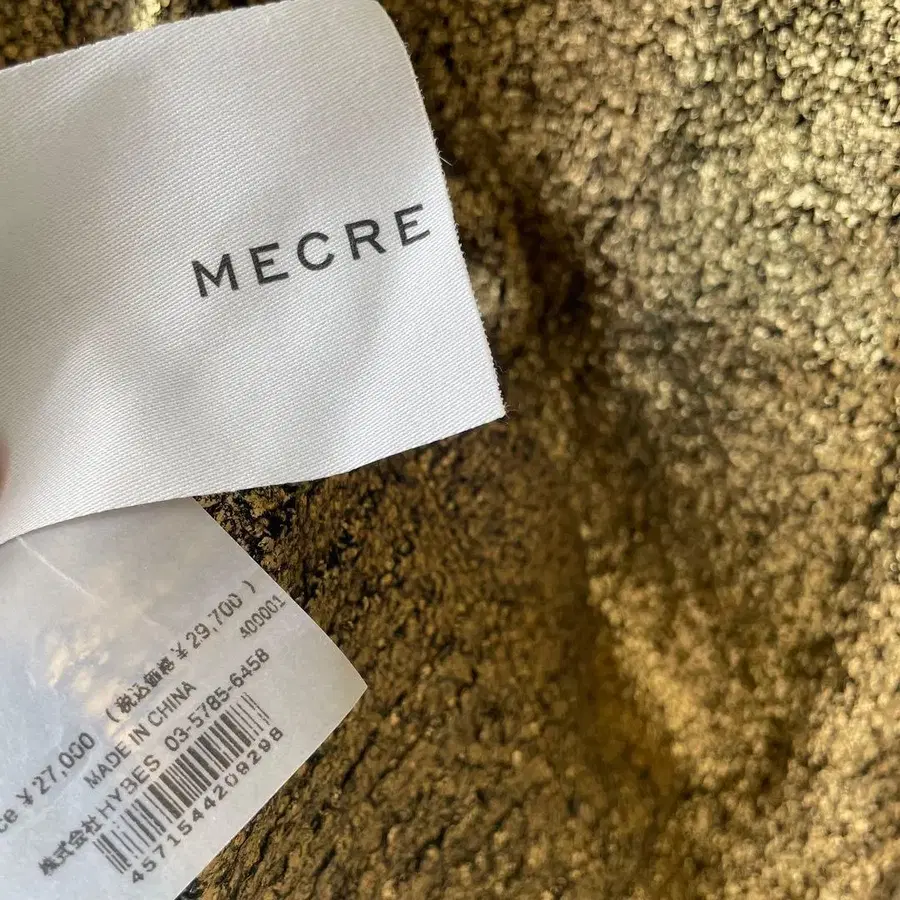 MECRE
ce ¥27,000 (税込価格 ¥29,700)
400001
MADE IN CHINA
株式会社 HYBES 03-5785-6458
4571544208298